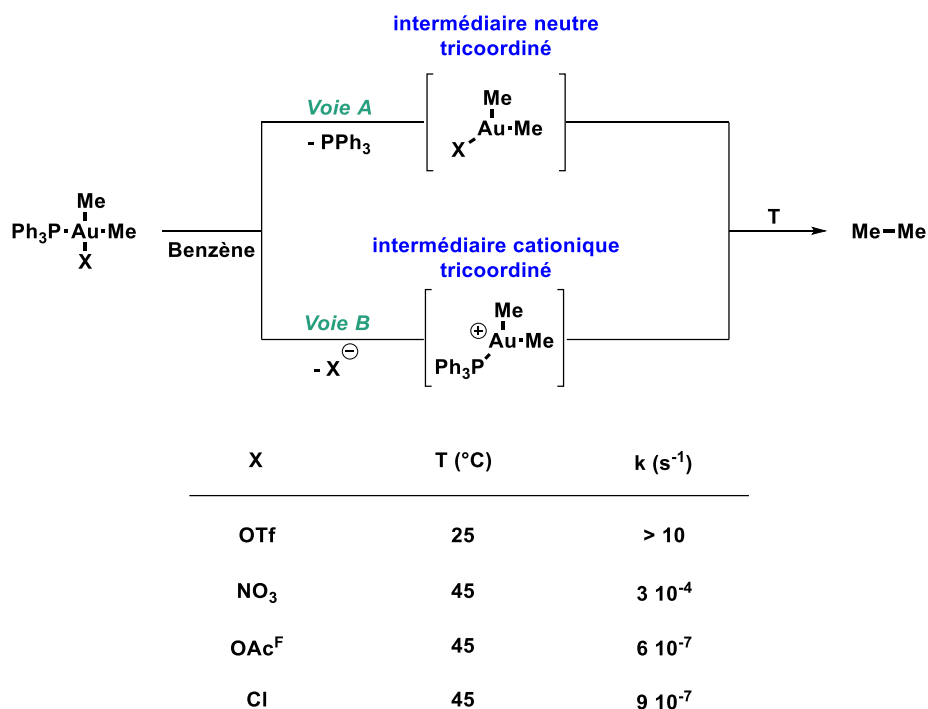 intermédiaire neutre
tricoordiné
Voie A
- PPh3
Me
Au·Me
X
Me
Ph3P·Au·Me
X
Benzène
T
Me–Me
intermédiaire cationique
tricoordiné
Voie B
- X⊖
Me
⊕
Au·Me
Ph3P
X T (°C) k (s-1)
OTf 25 > 10
NO3 45 3 10-4
OAcF 45 6 10-7
Cl 45 9 10-7